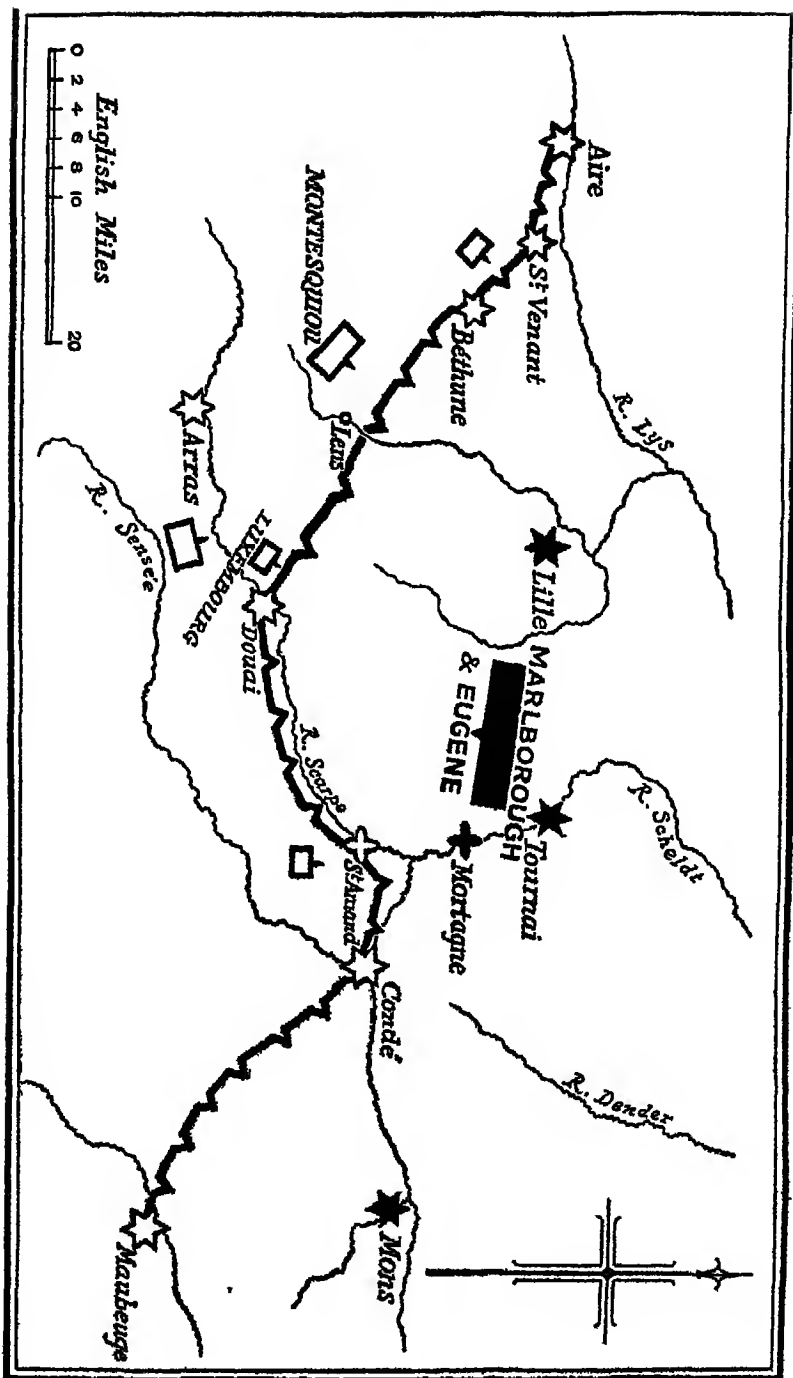 Aire
St. Venant
Béthune
R. Lys
MONTESQUIOU
Lens
Lille
MARLBOROUGH
& EUGENE
Tournai
R. Scheldt
Mortagne
Arras
R. Sensée
LUXEMBOURG
Douai
R. Scarpe
St. Amand
Condé
R. Dender
Mons
Maubeuge
English Miles
0 2 4 6 8 10 20